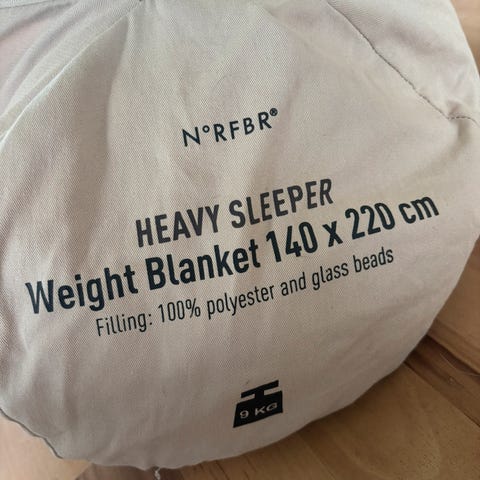 N°RFBR®
HEAVY SLEEPER
Weight Blanket 140 x 220 cm
Filling: 100% polyester and glass beads
9 KG